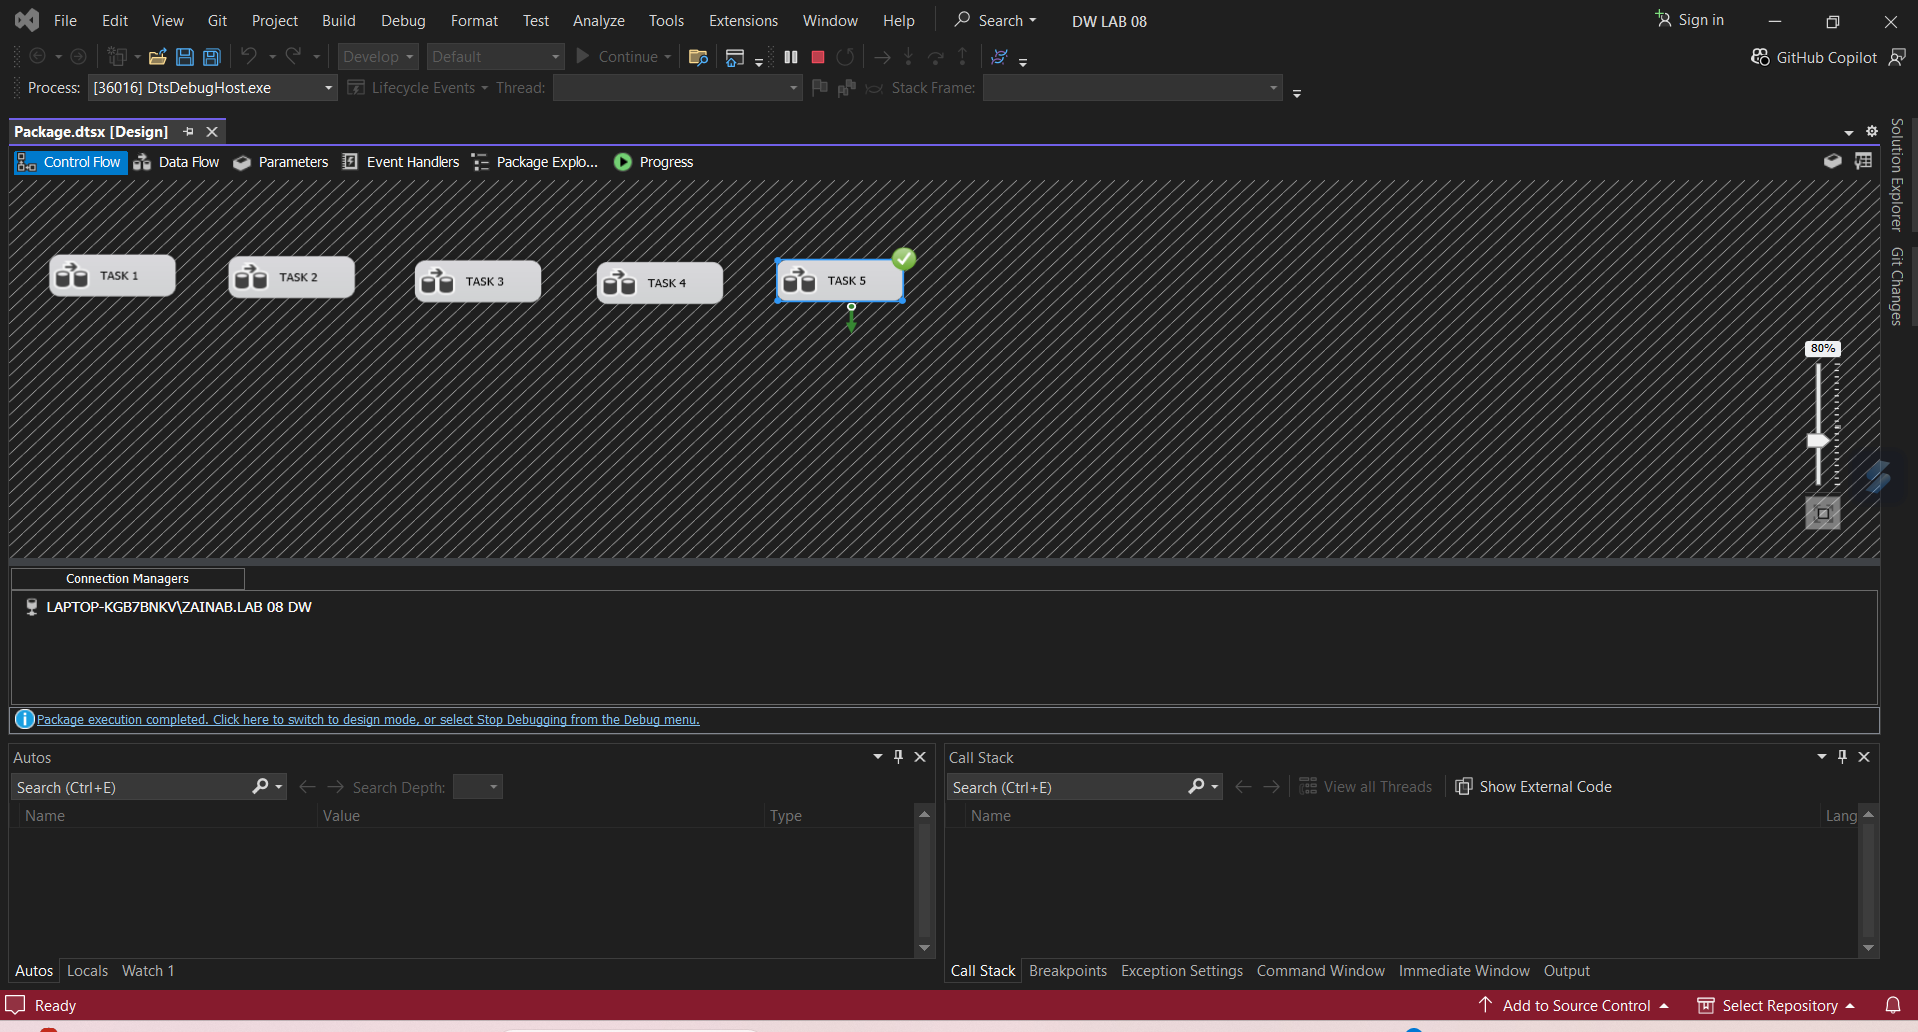 File Edit View Git Project Build Debug Format Test Analyze Tools Extensions Window Help Search DW LAB 08 Sign in
Develop Default Continue GitHub Copilot
Process: [36016] DtsDebugHost.exe Lifecycle Events Thread: Stack Frame:
Package.dtsx [Design]
Control Flow Data Flow Parameters Event Handlers Package Explo... Progress
Solution Explorer
Git Changes
TASK 1
TASK 2
TASK 3
TASK 4
TASK 5
80%
Connection Managers
LAPTOP-KGB7BNKV\ZAINAB.LAB 08 DW
Package execution completed. Click here to switch to design mode, or select Stop Debugging from the Debug menu.
Autos
Search (Ctrl+E) Search Depth:
Name Value Type
Autos Locals Watch 1
Call Stack
Search (Ctrl+E) View all Threads Show External Code
Name Lang
Call Stack Breakpoints Exception Settings Command Window Immediate Window Output
Ready Add to Source Control Select Repository